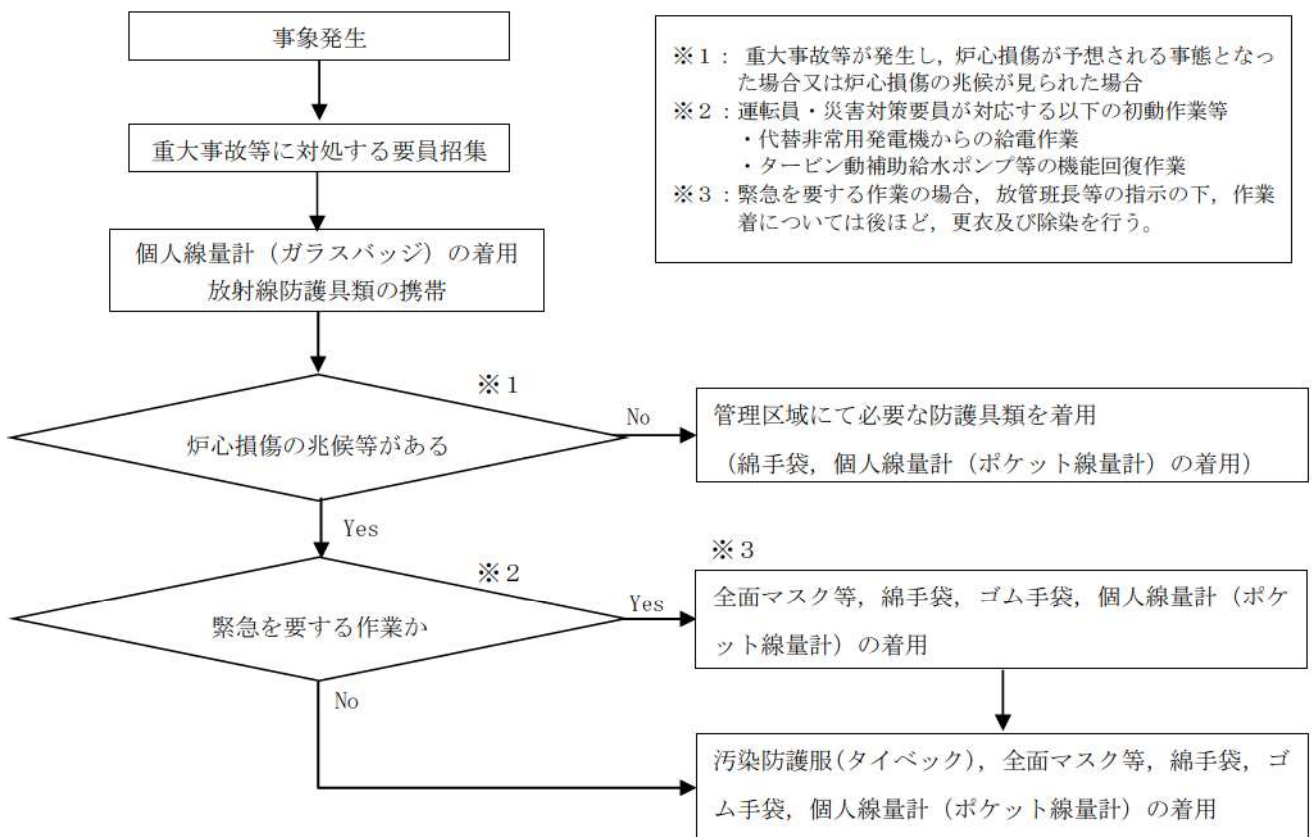 事象発生
重大事故等に対処する要員招集
個人線量計（ガラスバッジ）の着用
放射線防護具類の携帯
※１： 重大事故等が発生し，炉心損傷が予想される事態となっ
た場合又は炉心損傷の兆候が見られた場合
※２：運転員・災害対策要員が対応する以下の初動作業等
・代替非常用発電機からの給電作業
・タービン動補助給水ポンプ等の機能回復作業
※３：緊急を要する作業の場合，放管班長等の指示の下，作業
着については後ほど，更衣及び除染を行う。
※１
炉心損傷の兆候等がある
No
管理区域にて必要な防護具類を着用
（綿手袋，個人線量計（ポケット線量計）の着用）
Yes
※２
緊急を要する作業か
Yes
※３
全面マスク等，綿手袋，ゴム手袋，個人線量計（ポケ
ット線量計）の着用
No
汚染防護服(タイベック)，全面マスク等，綿手袋，ゴ
ム手袋，個人線量計（ポケット線量計）の着用